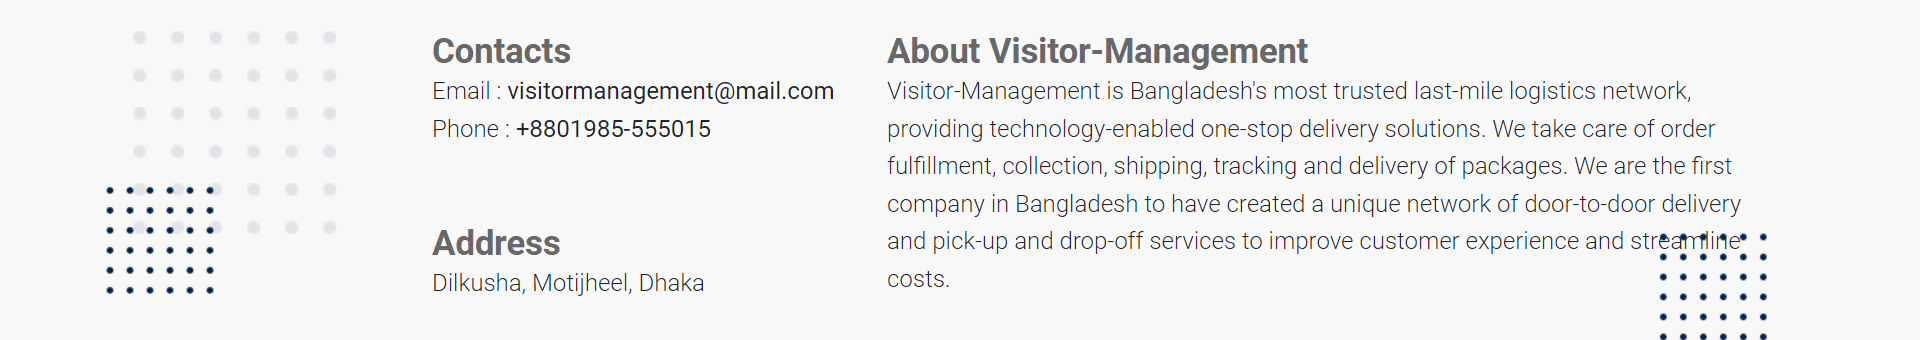 Contacts
Email : visitormanagement@mail.com
Phone : +8801985-555015
Address
Dilkusha, Motijheel, Dhaka
About Visitor-Management
Visitor-Management is Bangladesh's most trusted last-mile logistics network,
providing technology-enabled one-stop delivery solutions. We take care of order
fulfillment, collection, shipping, tracking and delivery of packages. We are the first
company in Bangladesh to have created a unique network of door-to-door delivery
and pick-up and drop-off services to improve customer experience and streamline
costs.